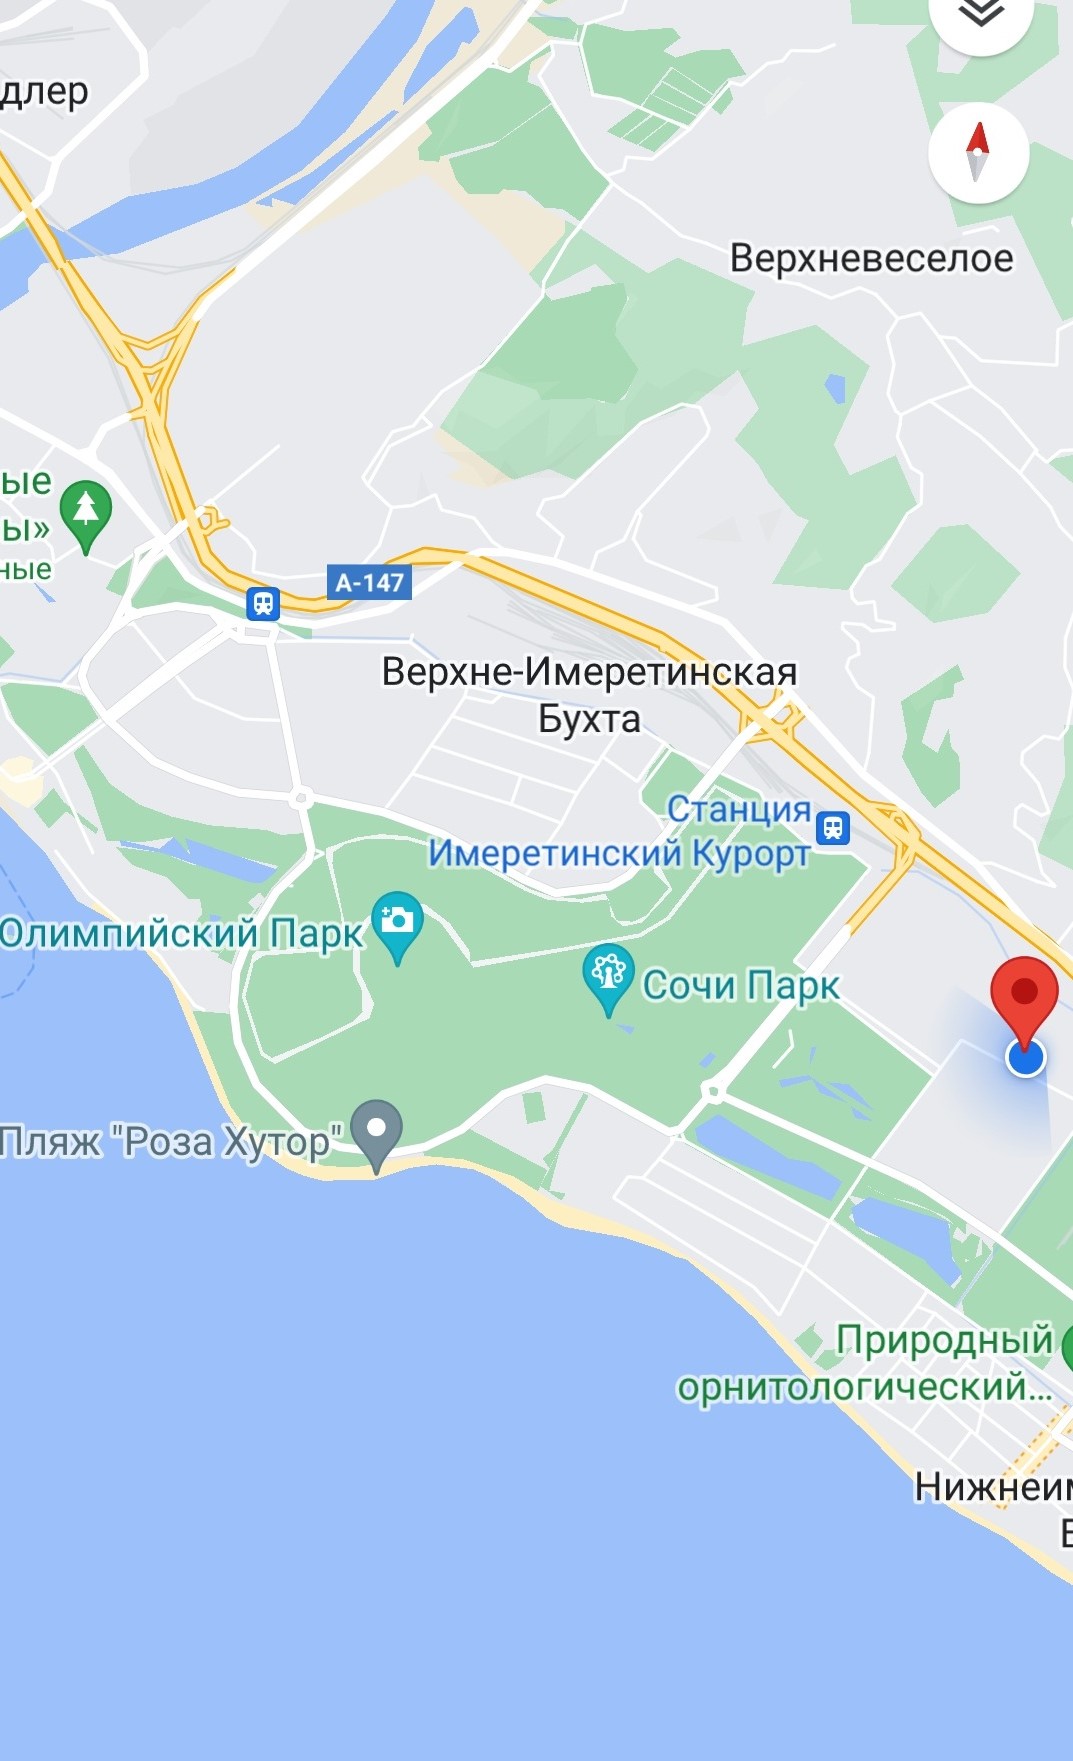 длер
Верхневеселое
ые
ы»
ные
А-147
Верхне-Имеретинская
Бухта
Станция
Имеретинский Курорт
Олимпийский Парк
Сочи Парк
Пляж "Роза Хутор"
Природный
орнитологический...
Нижнеим
Б